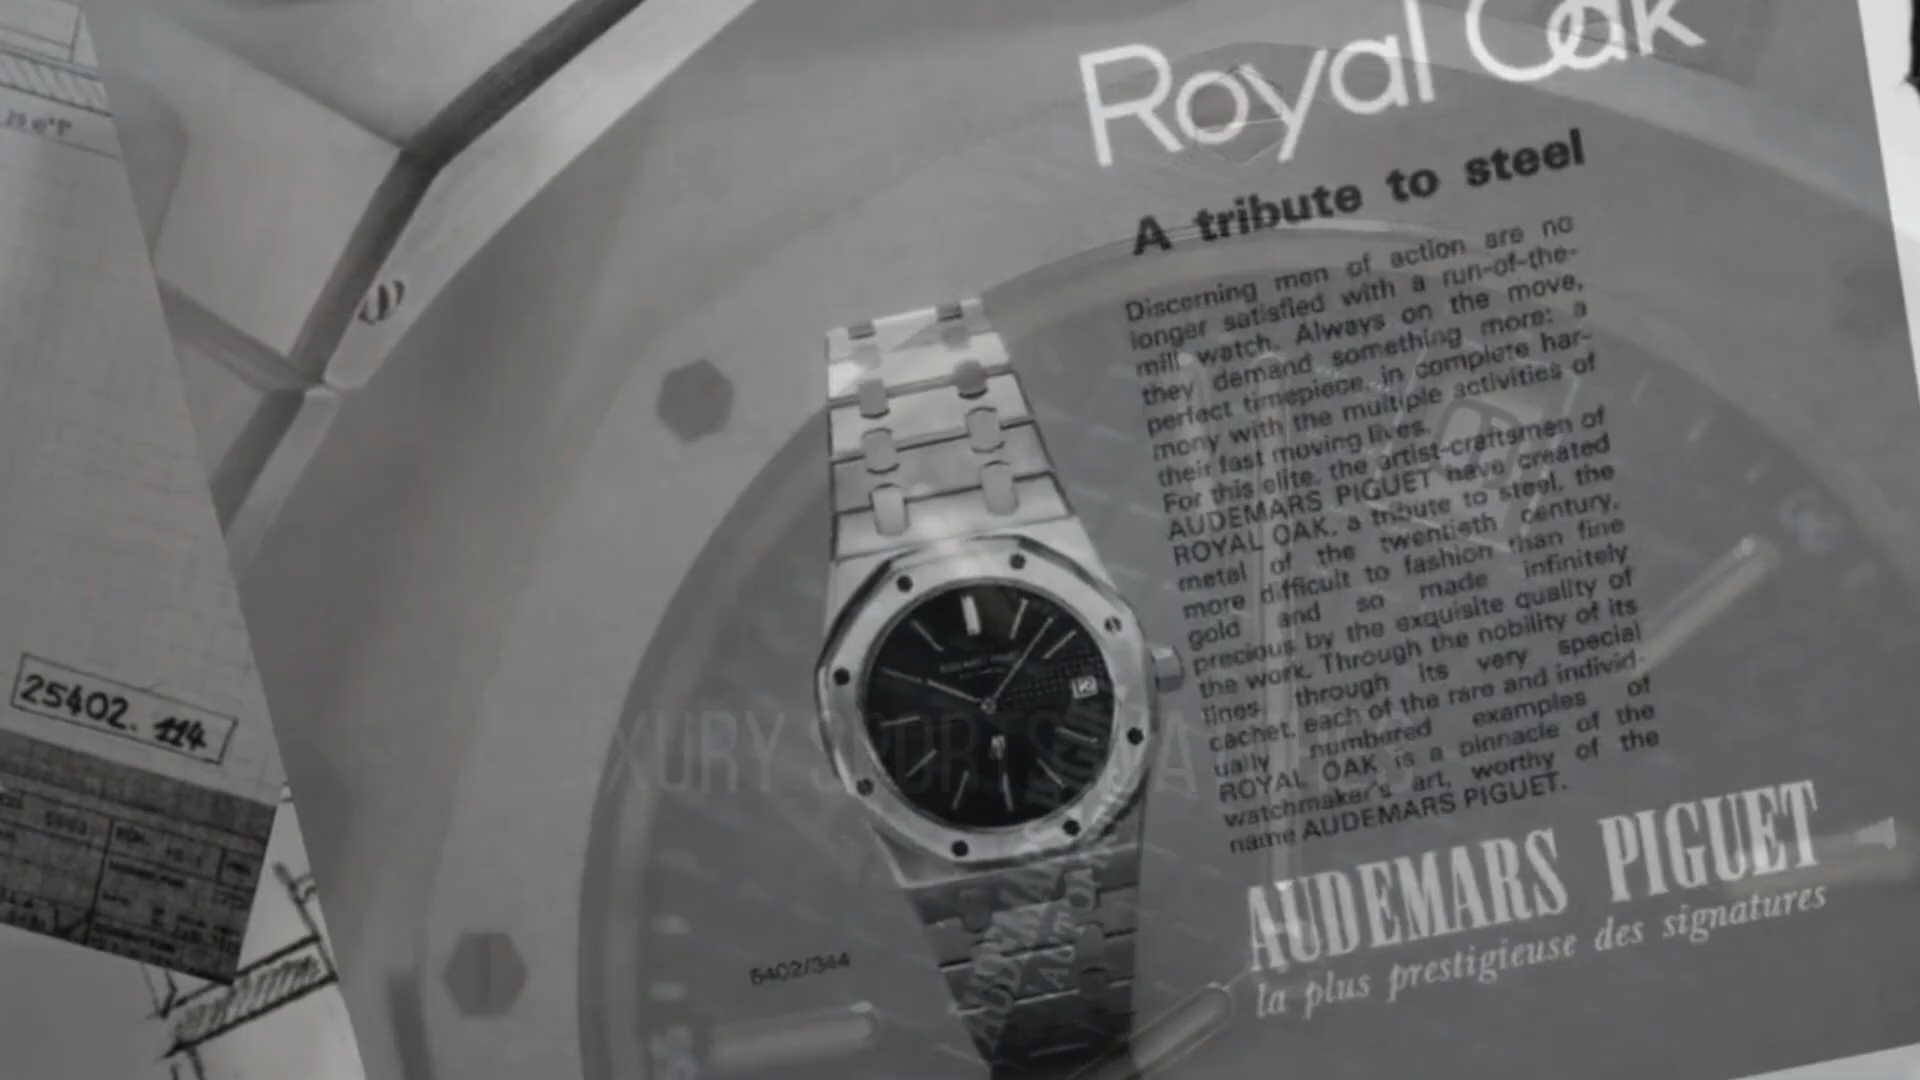 Royal Oak
A tribute to steel
Discerning men of action are no
longer satisfied with a run-of-the-
mill watch. Always on the move,
they demand something more: a
perfect timepiece, in complete har-
mony with the multiple activities of
their fast moving lives.
For this elite, the artist-craftsmen of
AUDEMARS PIGUET have created
ROYAL OAK, a tribute to steel, the
metal of the twentieth century,
more difficult to fashion than fine
gold and so made infinitely
precious by the exquisite quality of
the work. Through the nobility of its
lines, through its very special
cachet, each of the rare and individ-
ually numbered examples of
ROYAL OAK is a pinnacle of the
watchmaker's art, worthy of the
name AUDEMARS PIGUET.
AUDEMARS PIGUET
la plus prestigieuse des signatures
5402/344
25402.
12
XURY SPORTS